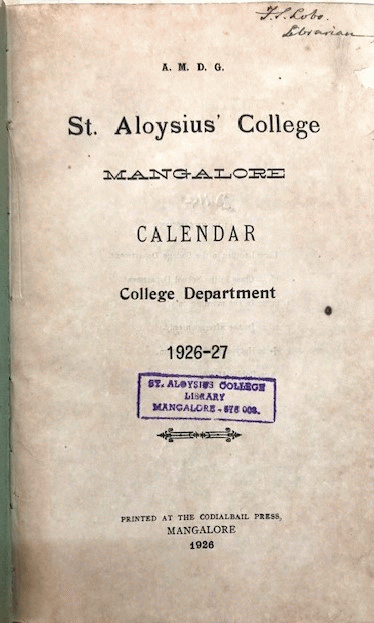 F. S. Lobo.
Librarian
A. M. D. G.
St. Aloysius' College
MANGALORE
CALENDAR
College Department
1926-27
ST. ALOYSIUS COLLEGE
LIBRARY
MANGALORE - 575 003.
PRINTED AT THE CODIALBAIL PRESS,
MANGALORE
1926